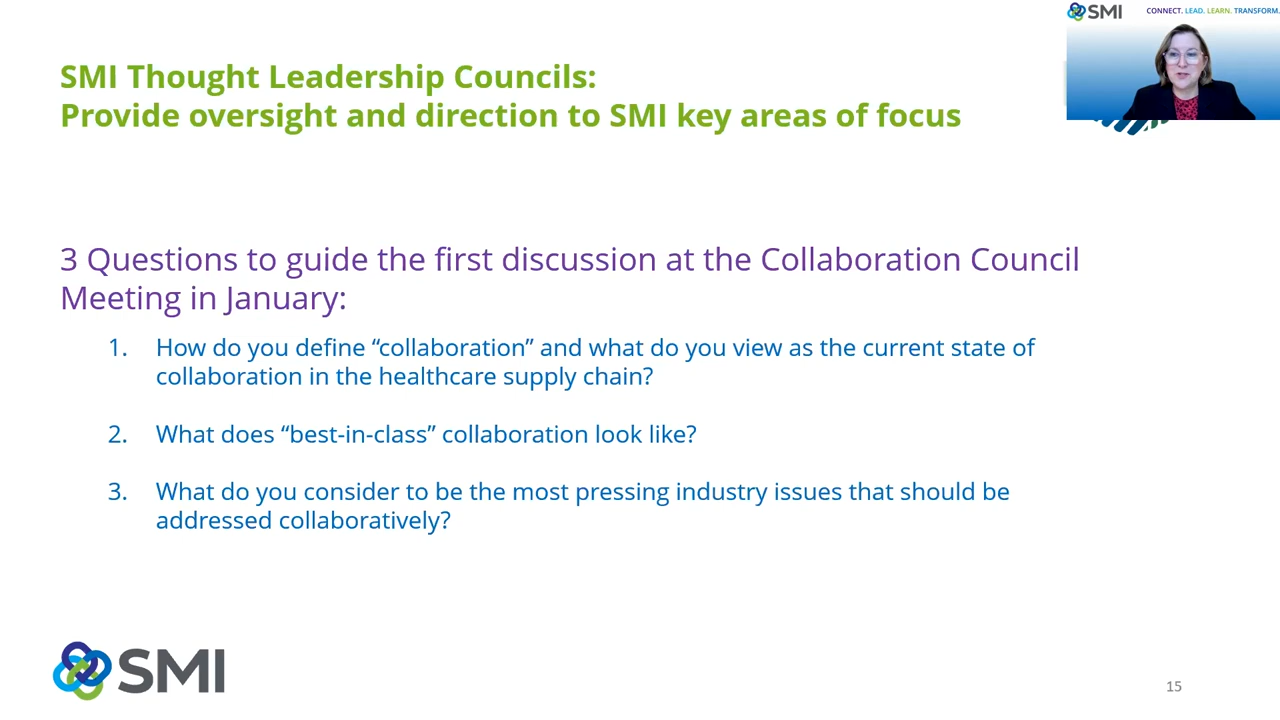 SMI
CONNECT. LEAD. LEARN. TRANSFORM.
SMI Thought Leadership Councils:
Provide oversight and direction to SMI key areas of focus
3 Questions to guide the first discussion at the Collaboration Council
Meeting in January:
1. How do you define “collaboration” and what do you view as the current state of
collaboration in the healthcare supply chain?
2. What does “best-in-class” collaboration look like?
3. What do you consider to be the most pressing industry issues that should be
addressed collaboratively?
SMI
15